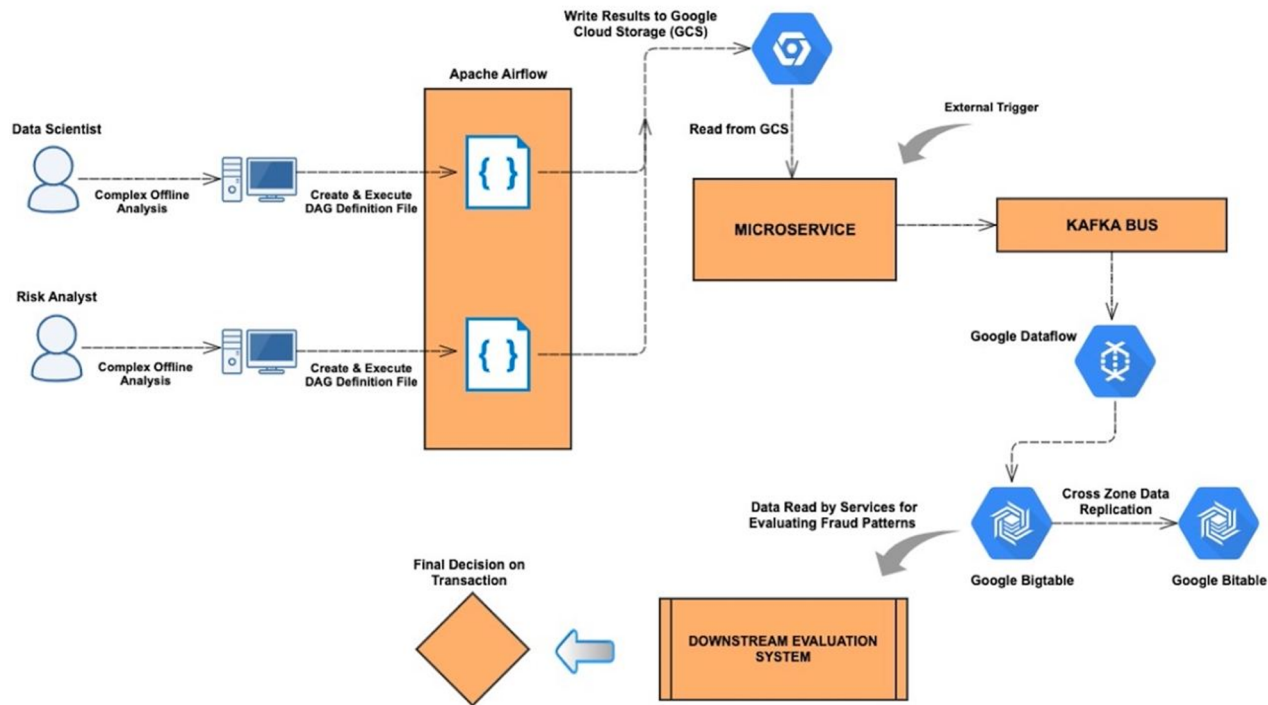 Write Results to Google
Cloud Storage (GCS)
Apache Airflow
External Trigger
Data Scientist
Read from GCS
Complex Offline
Analysis
Create & Execute
DAG Definition File
{ }
MICROSERVICE
KAFKA BUS
Risk Analyst
Google Dataflow
Complex Offline
Analysis
Create & Execute
DAG Definition File
{ }
Data Read by Services for
Evaluating Fraud Patterns
Cross Zone Data
Replication
Google Bigtable
Google Bitable
Final Decision on
Transaction
DOWNSTREAM EVALUATION
SYSTEM